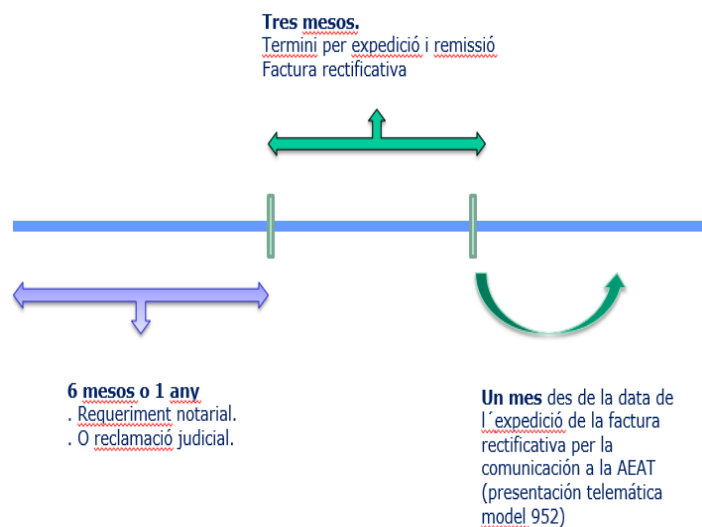 Tres mesos.
Termini per expedició i remissió
Factura rectificativa
6 mesos o 1 any
. Requeriment notarial.
. O reclamació judicial.
Un mes des de la data de
l´expedició de la factura
rectificativa per la
comunicació a la AEAT
(presentación telemática
model 952)